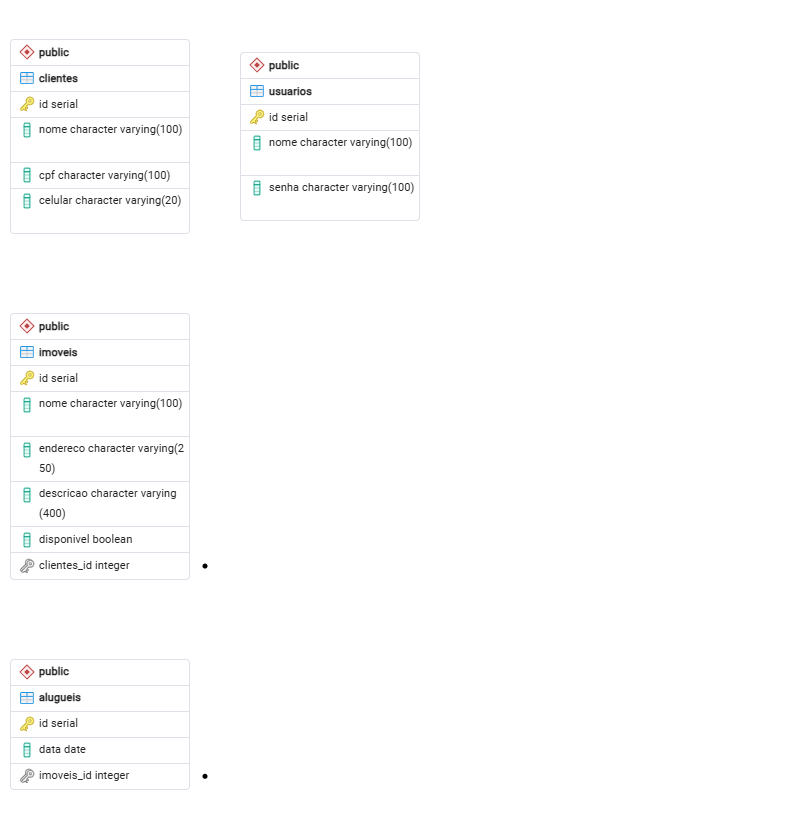 public
clientes
id serial
nome character varying(100)
cpf character varying(100)
celular character varying(20)
public
usuarios
id serial
nome character varying(100)
senha character varying(100)
public
imoveis
id serial
nome character varying(100)
endereco character varying(2
50)
descricao character varying
(400)
disponivel boolean
clientes_id integer
public
alugueis
id serial
data date
imoveis_id integer